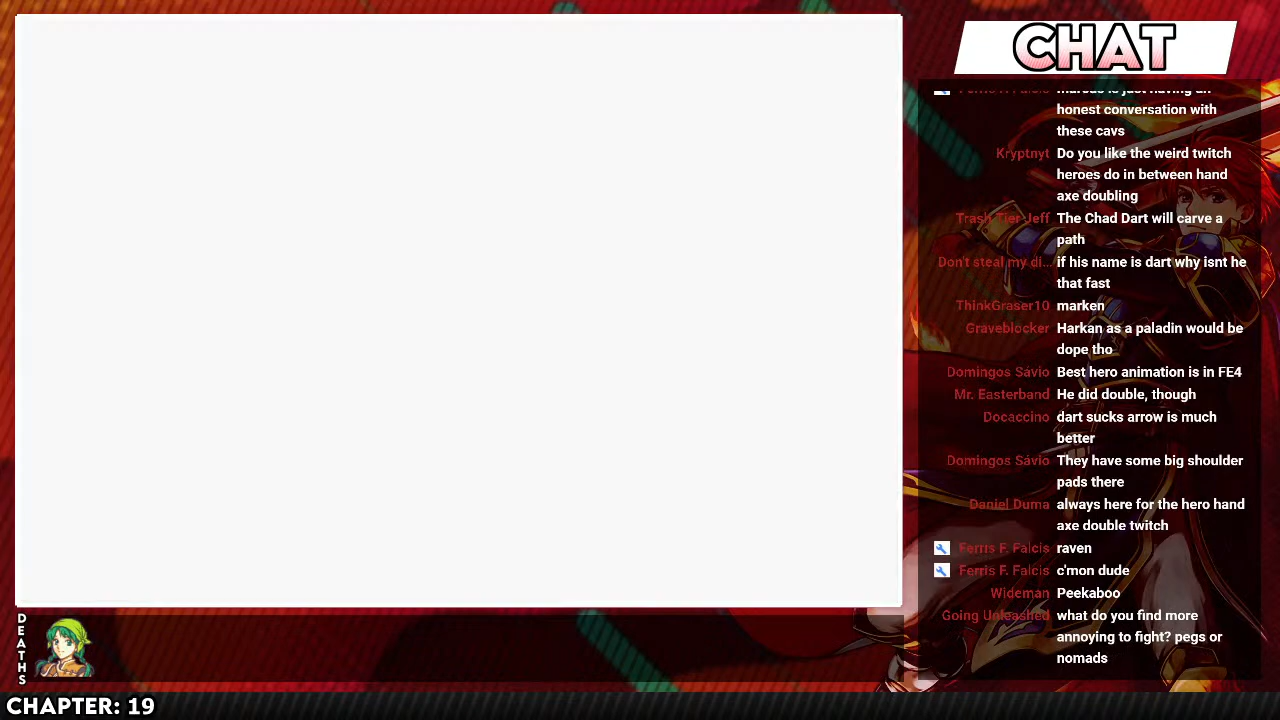 CHAT
honest conversation with
these cavs
Kryptnyt Do you like the weird twitch
heroes do in between hand
axe doubling
Trash Tier Jeff The Chad Dart will carve a
path
Don't steal my di... if his name is dart why isnt he
that fast
ThinkGraser10 marken
Graveblocker Harkan as a paladin would be
dope tho
Domingos Sávio Best hero animation is in FE4
Mr. Easterband He did double, though
Docaccino dart sucks arrow is much
better
Domingos Sávio They have some big shoulder
pads there
Daniel Duma always here for the hero hand
axe double twitch
Ferris F. Falcis raven
Ferris F. Falcis c'mon dude
Wideman Peekaboo
Going Unleashed what do you find more
annoying to fight? pegs or
nomads
DEATHS
CHAPTER: 19